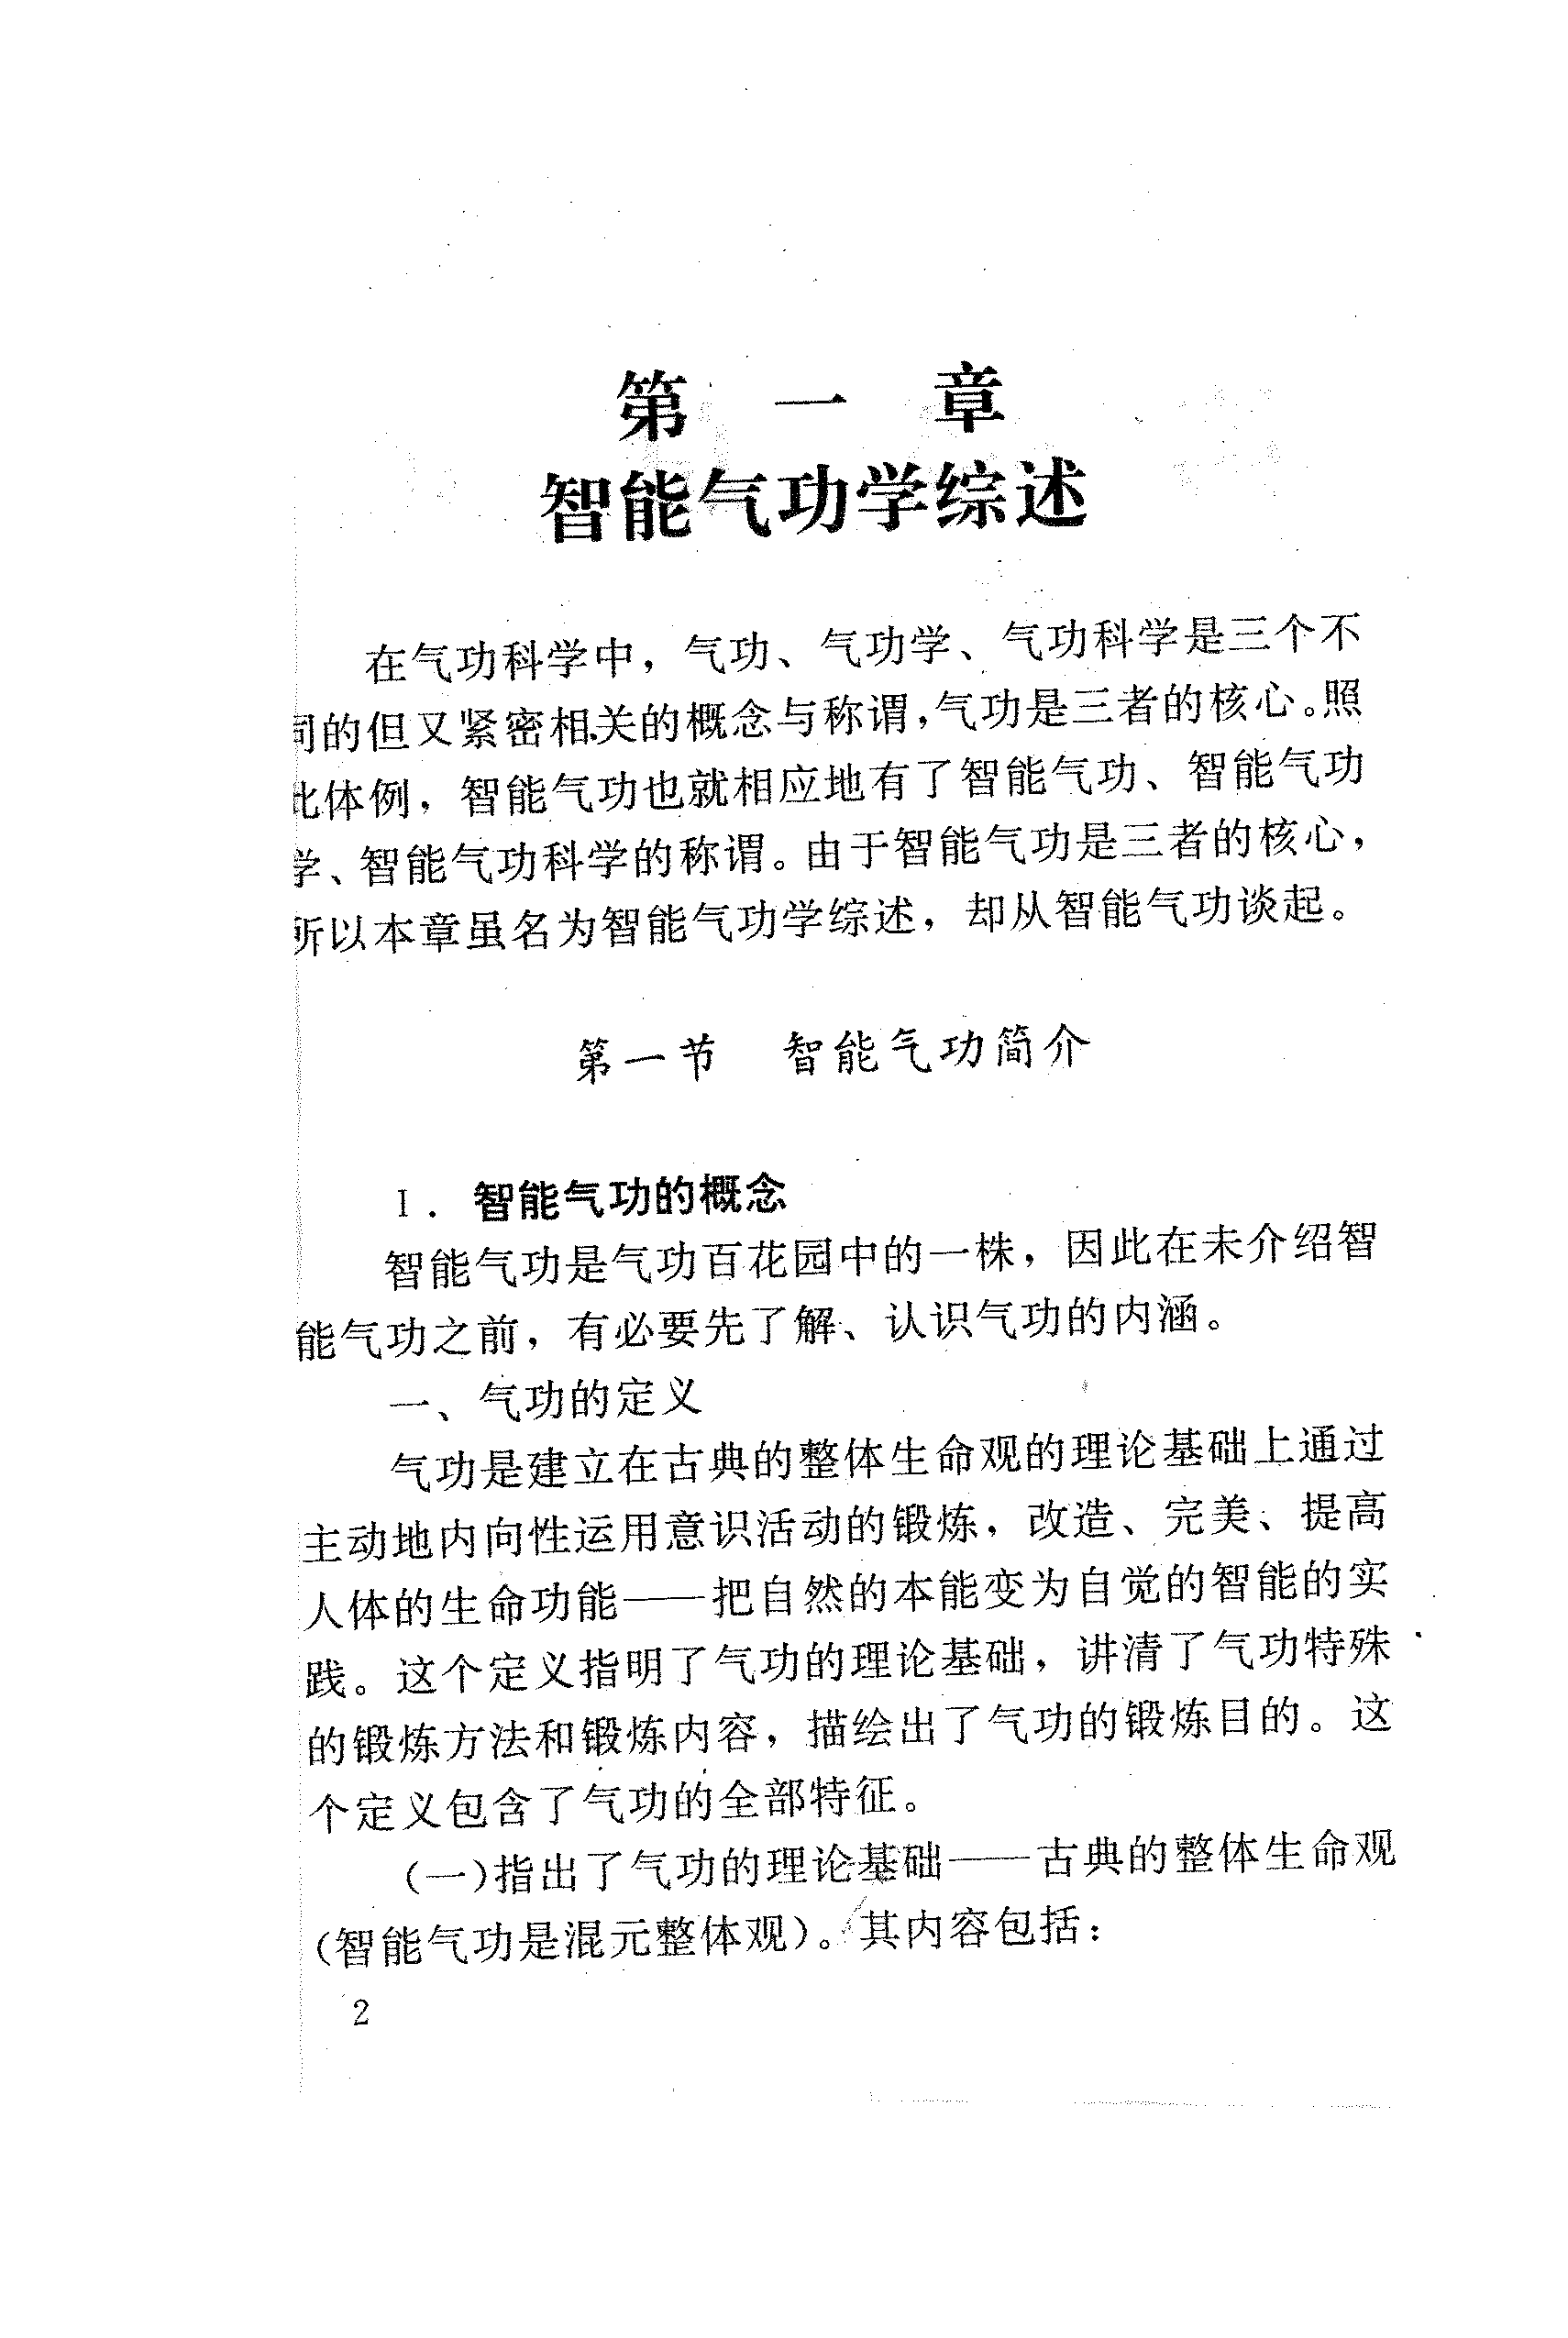 第一章
智能气功学综述
在气功科学中，气功、气功学、气功科学是三个不
同的但又紧密相关的概念与称谓，气功是三者的核心。照
此体例，智能气功也就相应地有了智能气功、智能气功
学、智能气功科学的称谓。由于智能气功是三者的核心，
所以本章虽名为智能气功学综述，却从智能气功谈起。
第一节 智能气功简介
I. 智能气功的概念
智能气功是气功百花园中的一株，因此在未介绍智
能气功之前，有必要先了解、认识气功的内涵。
一、气功的定义
气功是建立在古典的整体生命观的理论基础上通过
主动地内向性运用意识活动的锻炼，改造、完美、提高
人体的生命功能——把自然的本能变为自觉的智能的实
践。这个定义指明了气功的理论基础，讲清了气功特殊
的锻炼方法和锻炼内容，描绘出了气功的锻炼目的。这
个定义包含了气功的全部特征。
(一)指出了气功的理论基础——古典的整体生命观
(智能气功是混元整体观)。其内容包括：
2